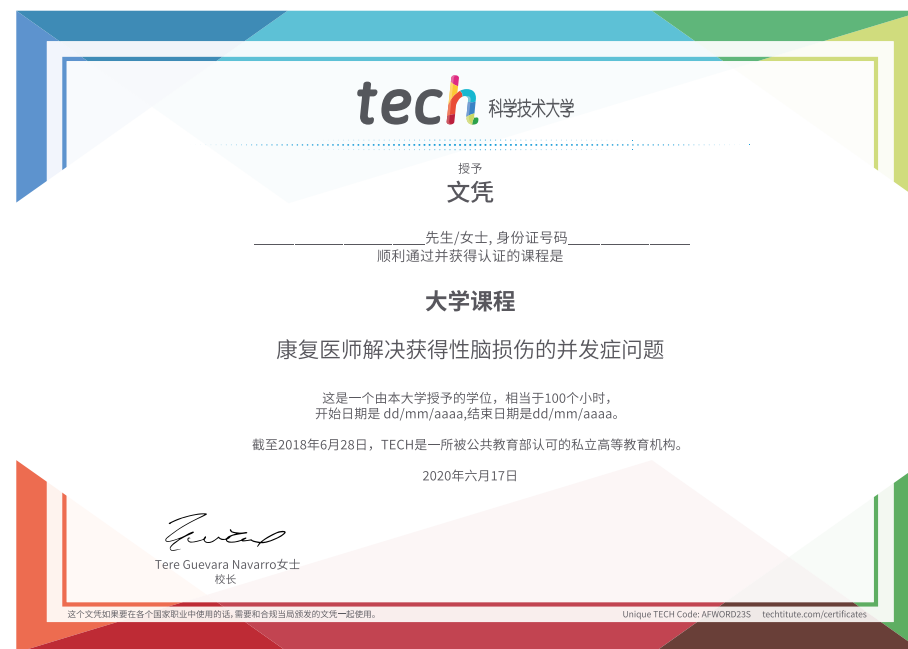 tech 科学技术大学
授予
文凭
先生/女士, 身份证号码
顺利通过并获得认证的课程是
大学课程
康复医师解决获得性脑损伤的并发症问题
这是一个由本大学授予的学位，相当于100个小时，
开始日期是 dd/mm/aaaa,结束日期是dd/mm/aaaa。
截至2018年6月28日，TECH是一所被公共教育部认可的私立高等教育机构。
2020年六月17日
Tere Guevara Navarro女士
校长
这个文凭如果要在各个国家职业中使用的话,需要和合规当局颁发的文凭一起使用。
Unique TECH Code: AFWORD23S techtitute.com/certificates